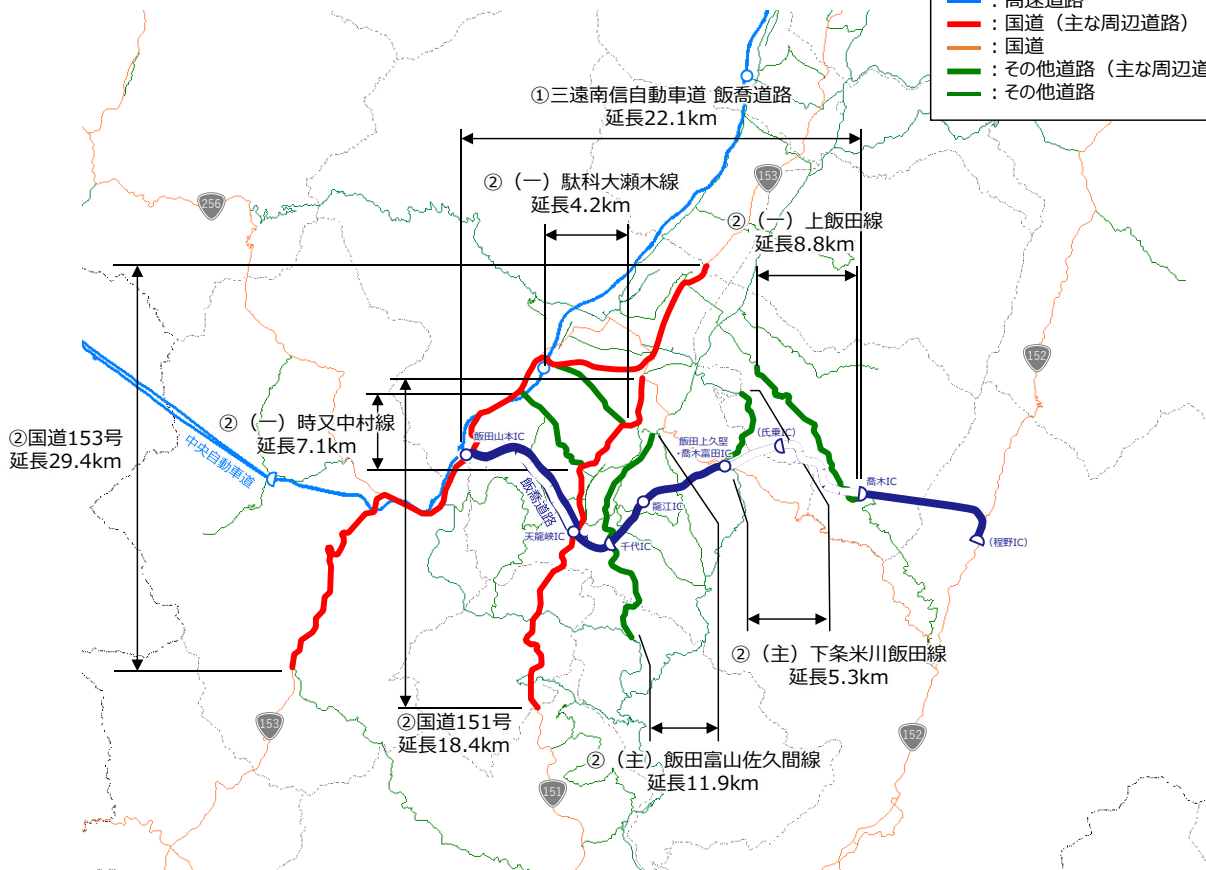 ：高速道路
：国道（主な周辺道路）
：国道
：その他道路（主な周辺道
：その他道路
①三遠南信自動車道 飯喬道路
延長22.1km
②（一）駄科大瀬木線
延長4.2km
153
256
②（一）上飯田線
延長8.8km
152
②国道153号
延長29.4km
②（一）時又中村線
延長7.1km
中央自動車道
飯田山本IC
飯喬道路
天龍峡IC
千代IC
龍江IC
飯田上久堅
・喬木富田IC
（氏乗IC）
喬木IC
（程野IC）
②（主）下条米川飯田線
延長5.3km
②国道151号
延長18.4km
②（主）飯田富山佐久間線
延長11.9km
153
151
152